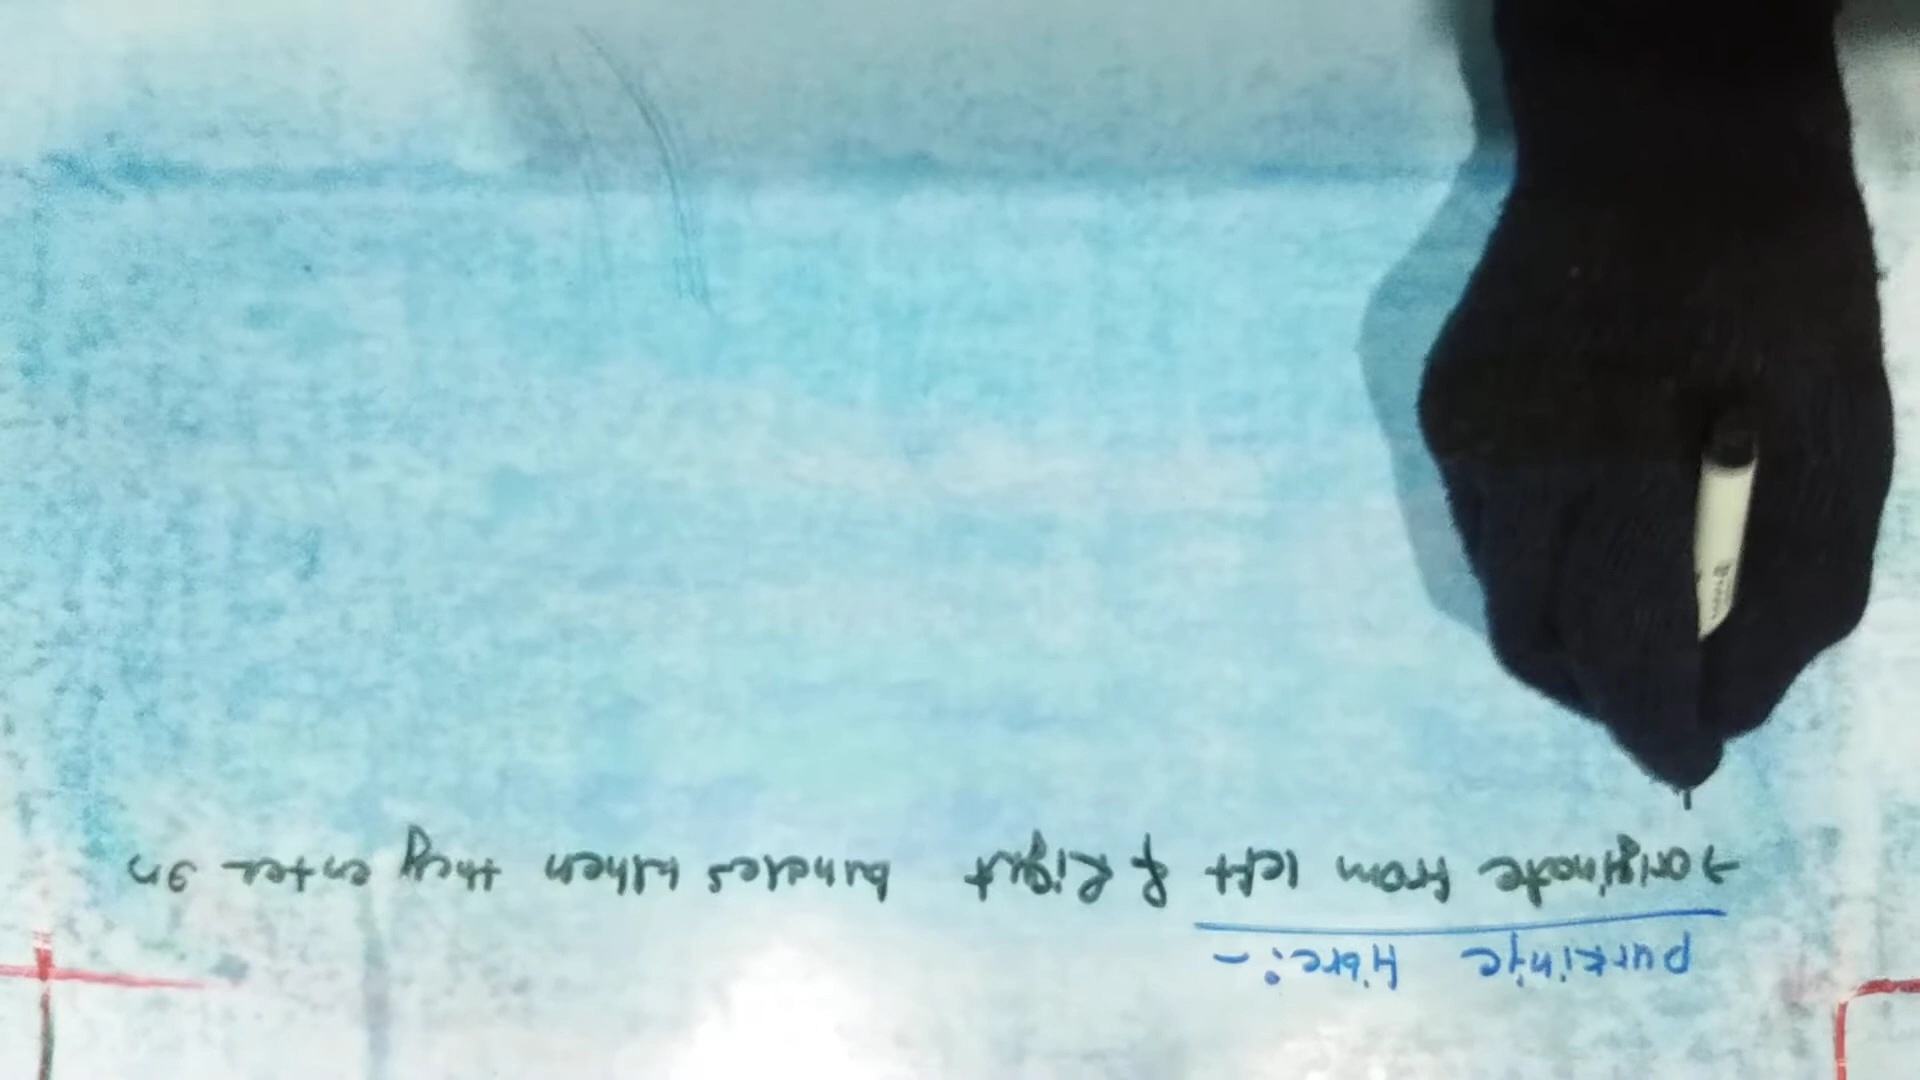 purkinje fibre:-
→ originate from left & Right bundles when they enter in